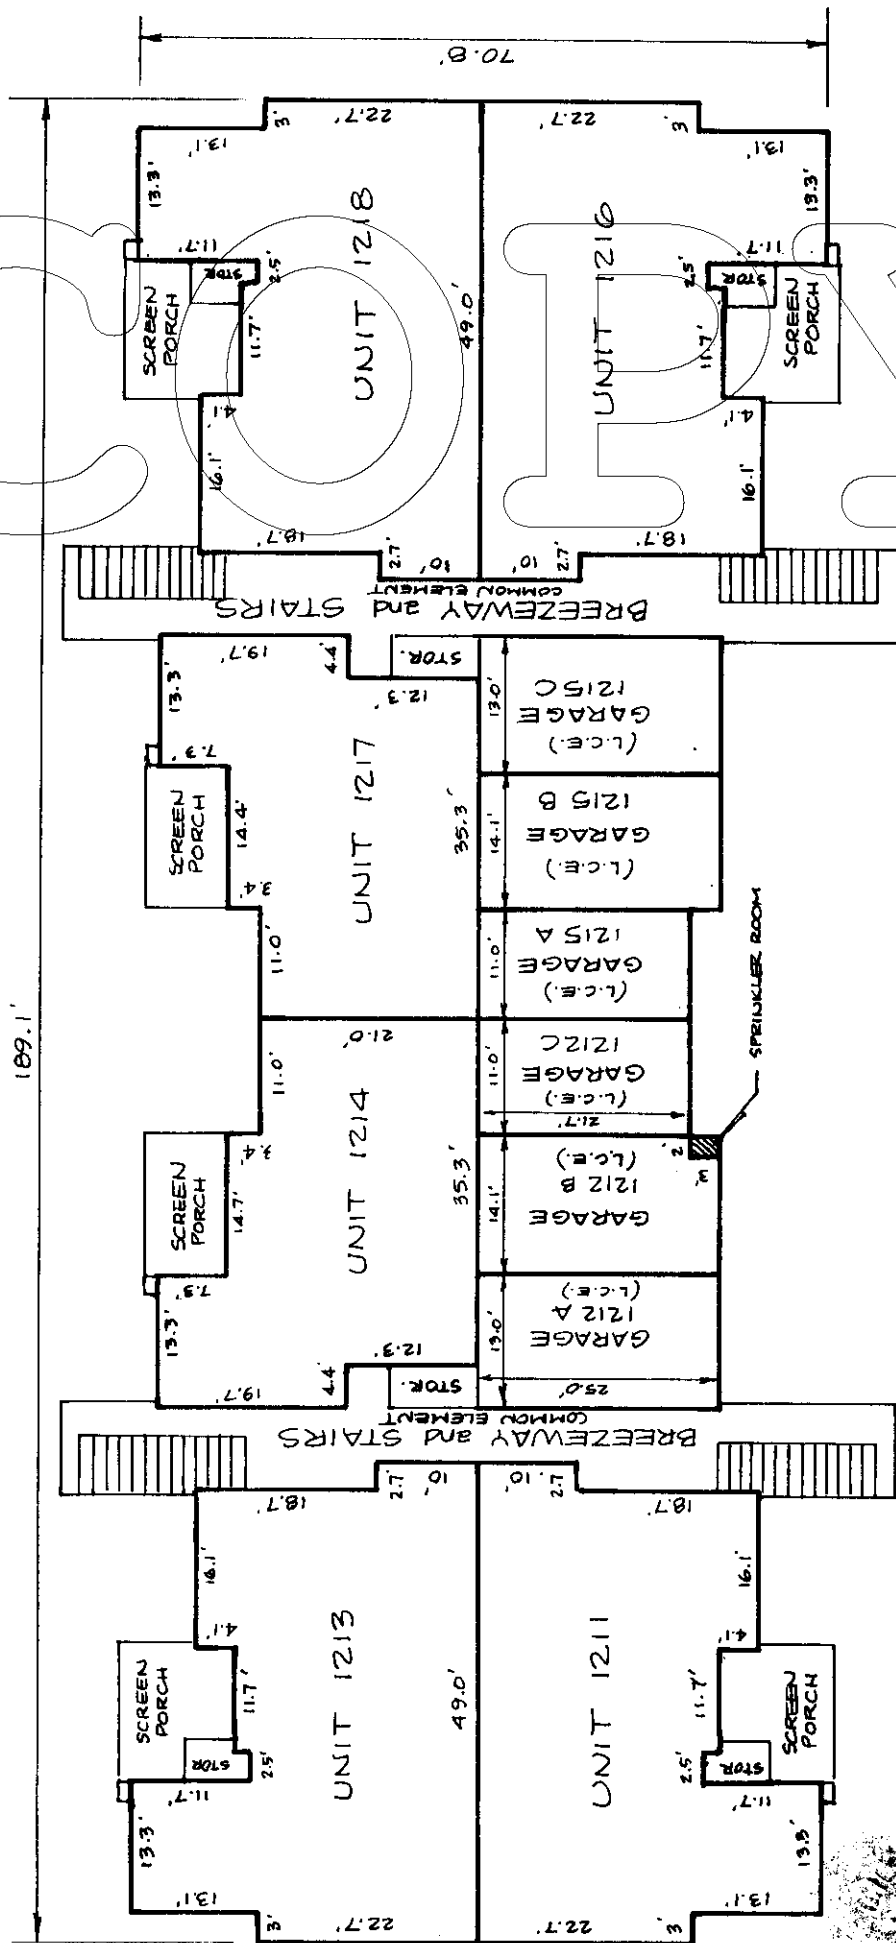 189.1'
70.8'
13.1'
3'
22.7'
22.7'
3'
13.1'
13.3'
13.3'
11.7'
STOR
2.5'
SCREEN
PORCH
11.7'
4.1'
16.1'
18.7'
2.7'
10'
UNIT 1218
49.0'
UNIT 1216
11.7'
STOR
2.5'
SCREEN
PORCH
11.7'
4.1'
16.1'
18.7'
2.7'
10'
BREEZEWAY and STAIRS
COMMON ELEMENT
19.7'
4.4'
STOR.
12.3'
13.3'
7.3'
SCREEN
PORCH
14.4'
3.4'
11.0'
UNIT 1217
35.3'
13.0'
(L.C.E.)
GARAGE
1215C
14.1'
(L.C.E.)
GARAGE
1215 B
11.0'
(L.C.E.)
GARAGE
1215 A
21.0'
11.0'
3.4'
SCREEN
PORCH
14.7'
7.3'
13.3'
UNIT 1214
35.3'
11.0'
(L.C.E.)
GARAGE
1212C
21.7'
14.1'
GARAGE
1212 B
(L.C.E.)
2'
3'
SPRINKLER ROOM
13.0'
GARAGE
1212 A
(L.C.E.)
25.0'
12.3'
STOR.
4.4'
19.7'
BREEZEWAY and STAIRS
COMMON ELEMENT
18.7'
2.7'
10'
10'
2.7'
18.7'
16.1'
4.1'
SCREEN
PORCH
11.7'
STOR
2.5'
11.7'
13.3'
13.1'
3'
22.7'
UNIT 1213
49.0'
UNIT 1211
16.1'
4.1'
SCREEN
PORCH
11.7'
STOR
2.5'
11.7'
13.3'
13.1'
3'
22.7'
COP